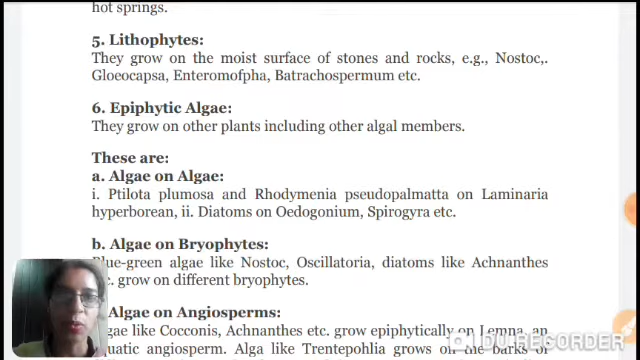 hot springs.
5. Lithophytes:
They grow on the moist surface of stones and rocks, e.g., Nostoc,.
Gloeocapsa, Enteromofpha, Batrachospermum etc.
6. Epiphytic Algae:
They grow on other plants including other algal members.
These are:
a. Algae on Algae:
i. Ptilota plumosa and Rhodymenia pseudopalmatta on Laminaria
hyperborean, ii. Diatoms on Oedogonium, Spirogyra etc.
b. Algae on Bryophytes:
Blue-green algae like Nostoc, Oscillatoria, diatoms like Achnanthes
grow on different bryophytes.
Algae on Angiosperms:
like Cocconis, Achnanthes etc. grow epiphytically on Lemna, an
angiosperm. Alga like Trentepohlia grows on the barks
DU RECORDER